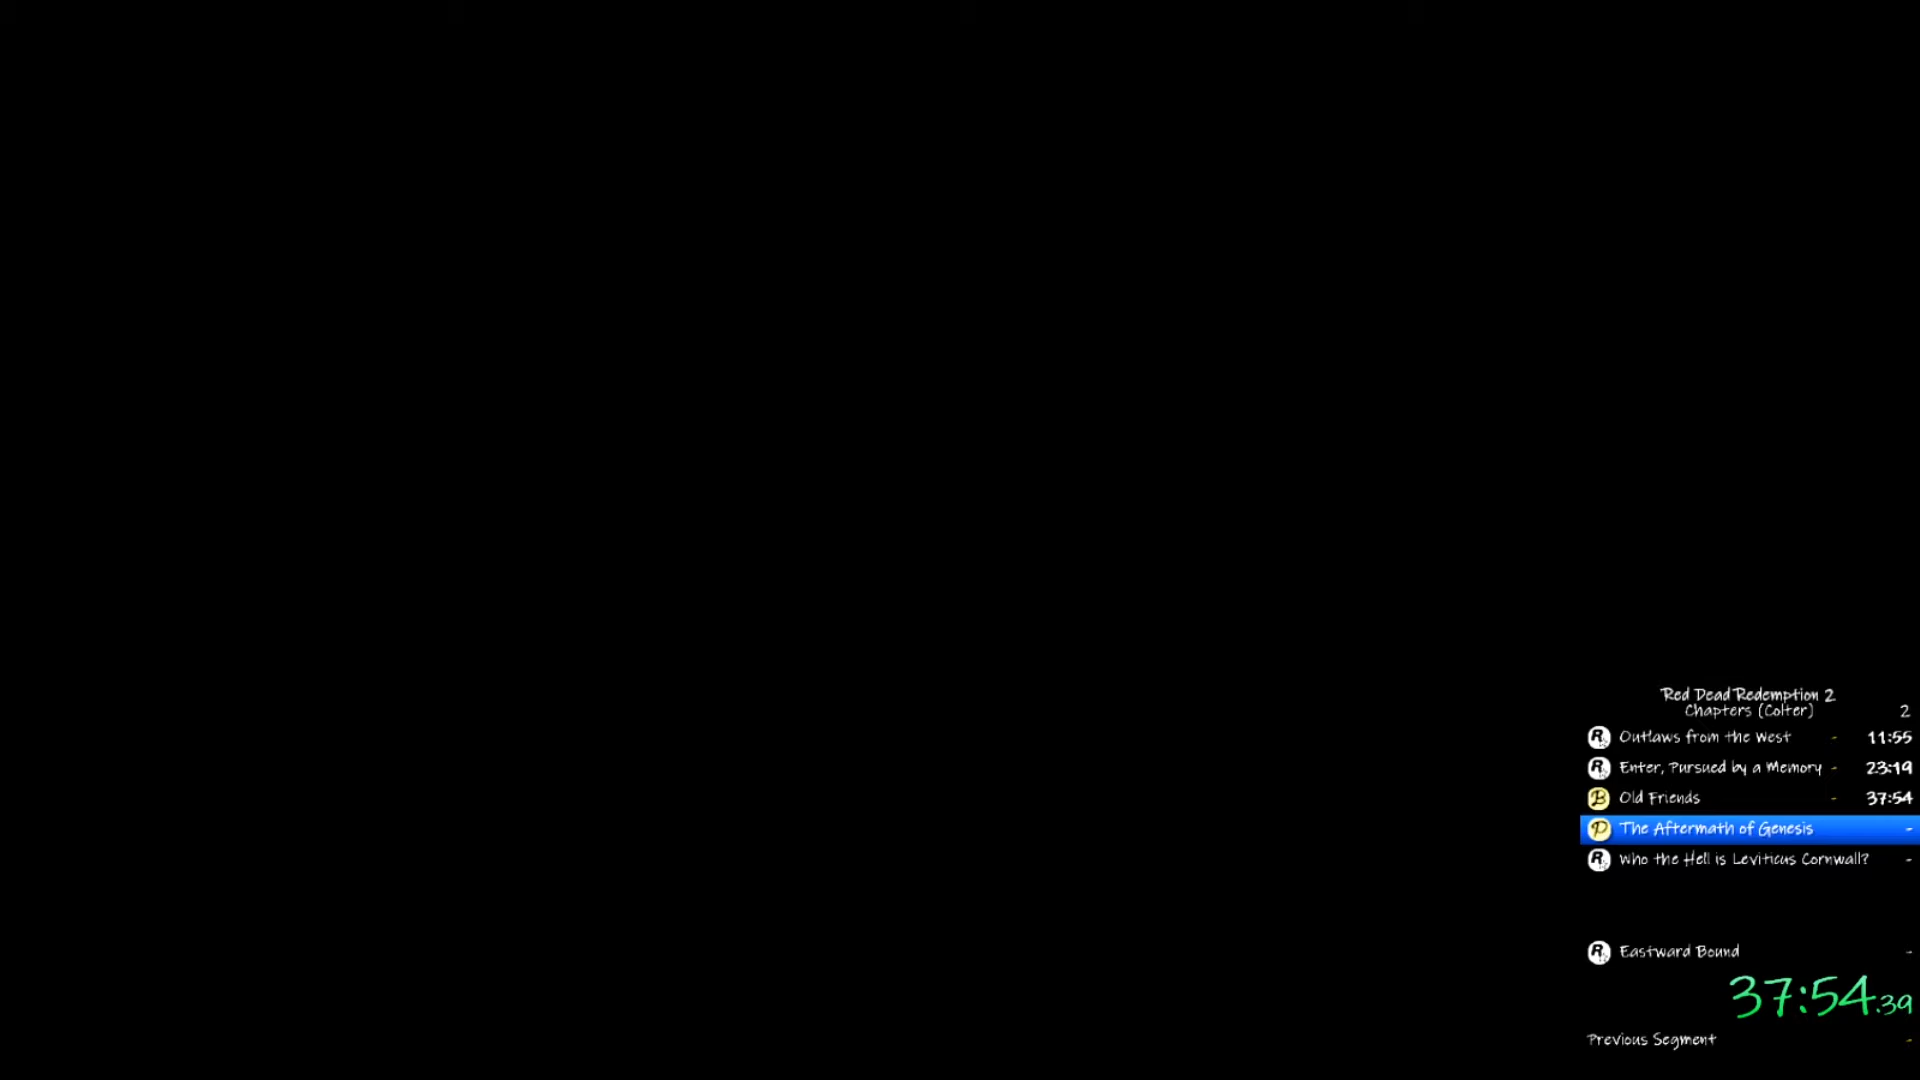 Red Dead Redemption 2
Chapters (Colter) 2
R Outlaws from the West - 11:55
R Enter, Pursued by a Memory - 23:19
B Old Friends - 37:54
P The Aftermath of Genesis -
R Who the Hell is Leviticus Cornwall? -
R Eastward Bound -
37:54.39
Previous Segment -